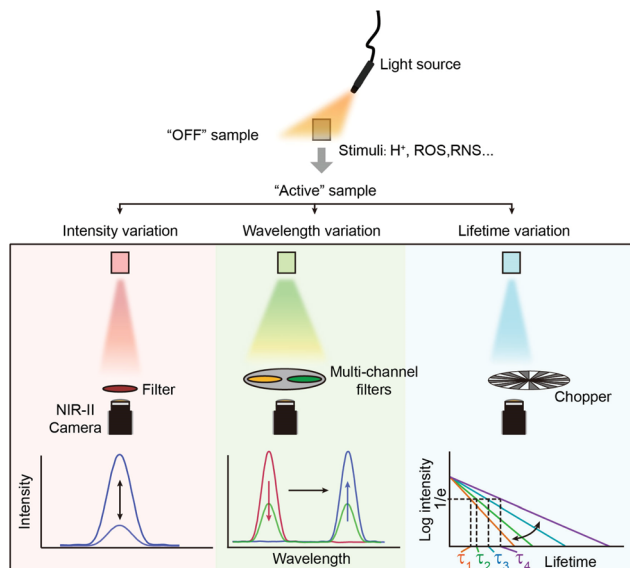 Light source
"OFF" sample
Stimuli: H⁺, ROS,RNS...
"Active" sample
Intensity variation
Wavelength variation
Lifetime variation
Filter
NIR-II
Camera
Multi-channel
filters
Chopper
Intensity
Wavelength
Log intensity
1/e
τ₁ τ₂ τ₃ τ₄
Lifetime